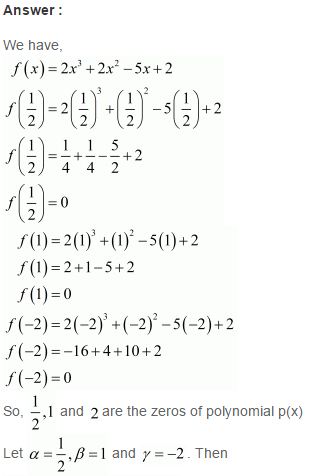 Answer :
We have,
f(x) = 2x³ + 2x² − 5x + 2
f(1/2) = 2(1/2)³ + (1/2)² − 5(1/2) + 2
f(1/2) = 1/4 + 1/4 − 5/2 + 2
f(1/2) = 0
f(1) = 2(1)³ + (1)² − 5(1) + 2
f(1) = 2 + 1 − 5 + 2
f(1) = 0
f(−2) = 2(−2)³ + (−2)² − 5(−2) + 2
f(−2) = −16 + 4 + 10 + 2
f(−2) = 0
So, 1/2, 1 and 2 are the zeros of polynomial p(x)
Let α = 1/2, β = 1 and γ = −2 . Then